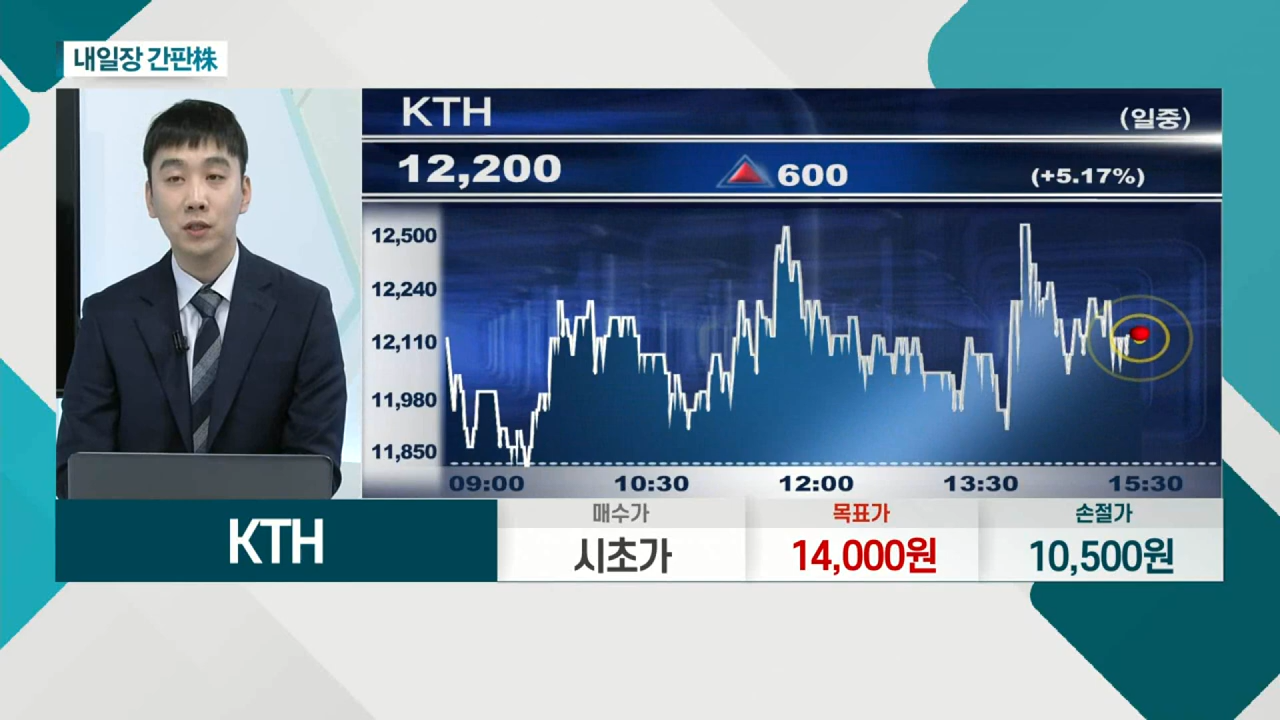 내일장 간판株
KTH
(일중)
12,200 600 (+5.17%)
12,500
12,240
12,110
11,980
11,850
09:00 10:30 12:00 13:30 15:30
KTH
매수가 목표가 손절가
시초가 14,000원 10,500원